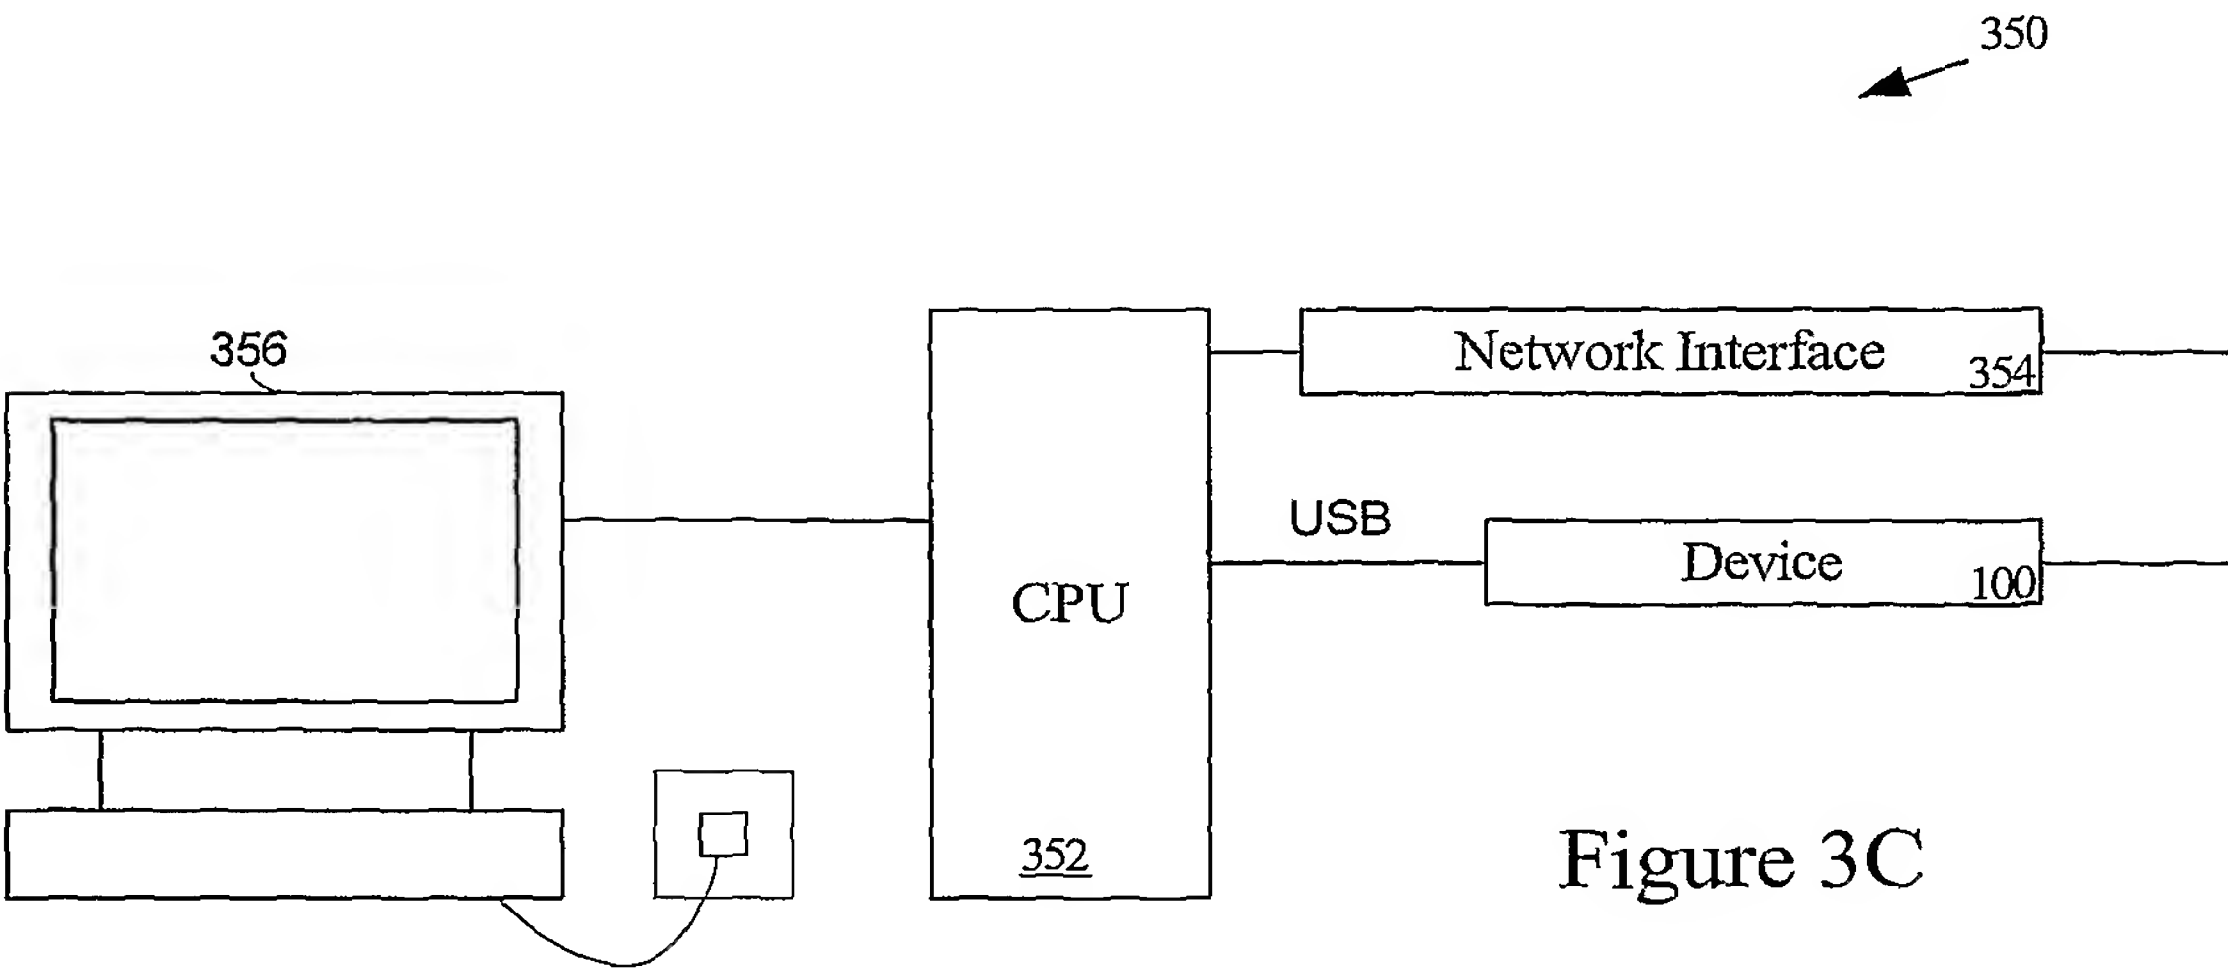 350
356
Network Interface
354
USB
Device
100
CPU
352
Figure 3C